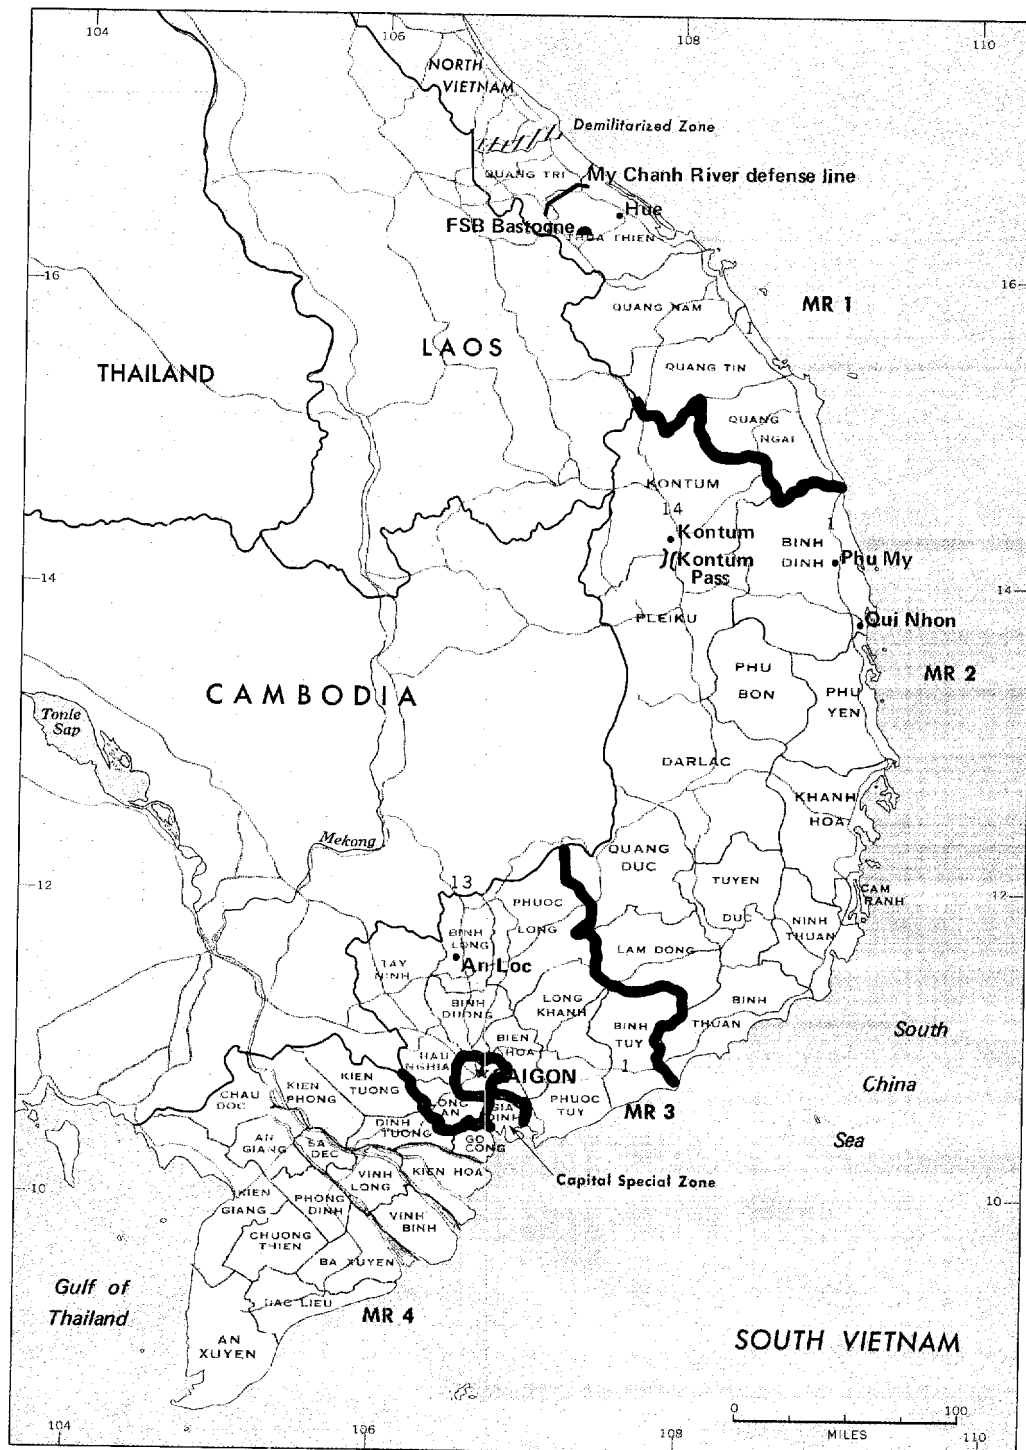 104
106
108
110
NORTH
VIETNAM
Demilitarized Zone
QUANG TRI
My Chanh River defense line
Hue
FSB Bastogne
THUA THIEN
16
16
QUANG NAM
MR 1
1
LAOS
THAILAND
QUANG TIN
QUANG
NGAI
KONTUM
14
1
Kontum
BINH
DINH
Phu My
Kontum
Pass
14
14
PLEIKU
Qui Nhon
PHU
BON
MR 2
CAMBODIA
PHU
YEN
Tonle
Sap
DARLAC
KHANH
HOA
Mekong
QUANG
DUC
12
13
TUYEN
DUC
CAM
RANH
12
PHUOC
LONG
NINH
THUAN
BINH
LONG
LAM DONG
An Loc
TAY
NINH
LONG
KHANH
BINH
DUONG
BINH
THUAN
BINH
TUY
BIEN
HOA
South
China
Sea
HAU
NGHIA
1
SAIGON
KIEN
TUONG
KIEN
PHONG
CHAU
DOC
LONG
AN
GIA
DINH
PHUOC
TUY
MR 3
DINH
TUONG
GO
CONG
AN
GIANG
SA
DEC
KIEN HOA
VINH
LONG
Capital Special Zone
10
10
KIEN
GIANG
PHONG
DINH
VINH
BINH
CHUONG
THIEN
BA XUYEN
Gulf of
Thailand
BAC LIEU
MR 4
AN
XUYEN
SOUTH VIETNAM
0
100
MILES
104
106
108
110